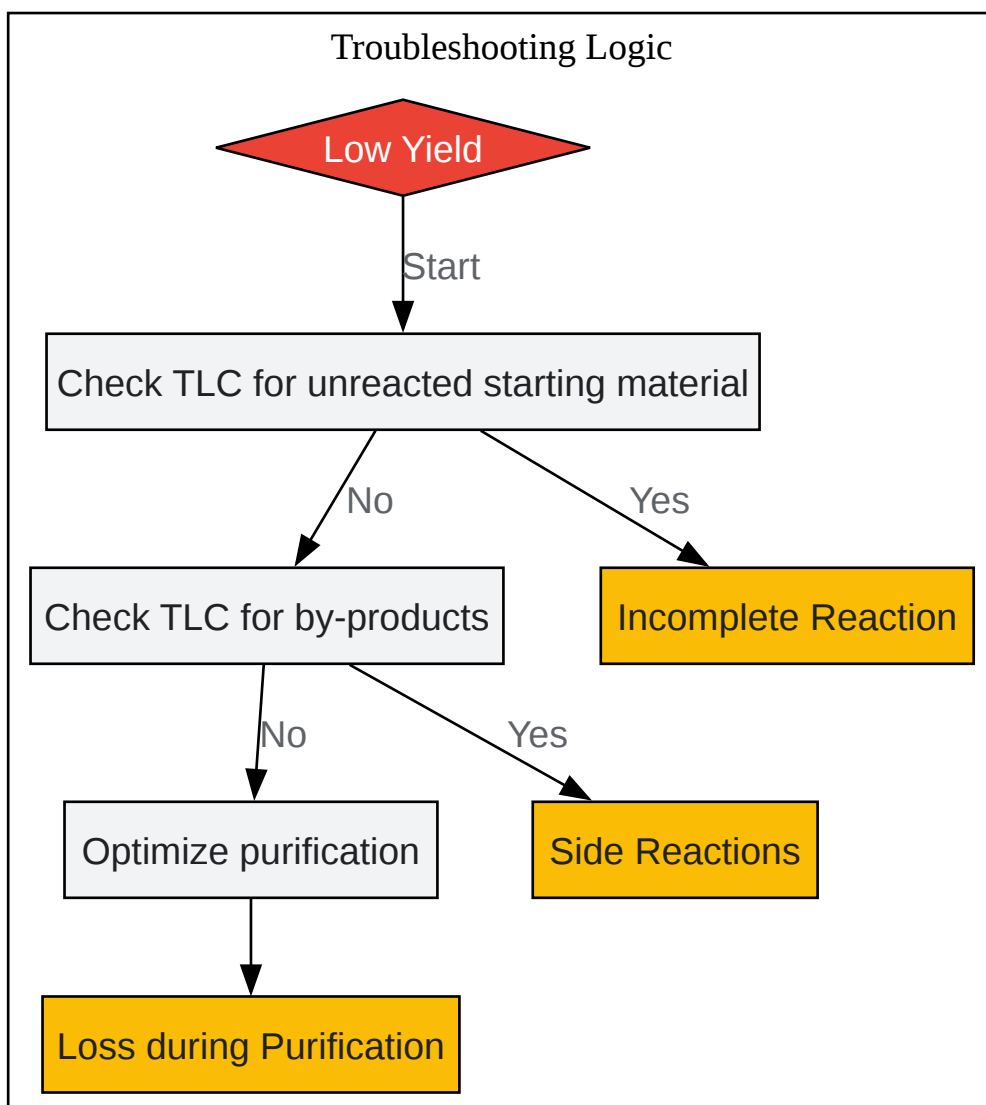 Troubleshooting Logic
Low Yield
Start
Check TLC for unreacted starting material
No
Yes
Check TLC for by-products
Incomplete Reaction
No
Yes
Optimize purification
Side Reactions
Loss during Purification